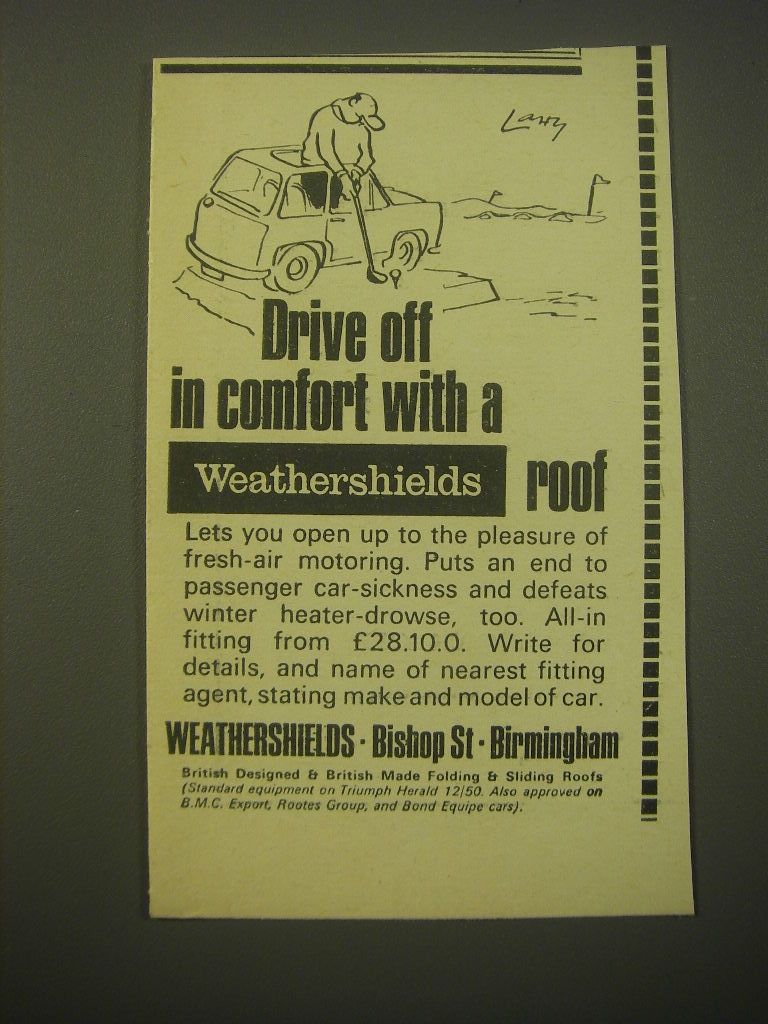 Larry
Drive off
in comfort with a
Weathershields roof
Lets you open up to the pleasure of
fresh-air motoring. Puts an end to
passenger car-sickness and defeats
winter heater-drowse, too. All-in
fitting from £28.10.0. Write for
details, and name of nearest fitting
agent, stating make and model of car.
WEATHERSHIELDS · Bishop St · Birmingham
British Designed & British Made Folding & Sliding Roofs
(Standard equipment on Triumph Herald 12/50. Also approved on
B.M.C. Export, Rootes Group, and Bond Equipe cars).